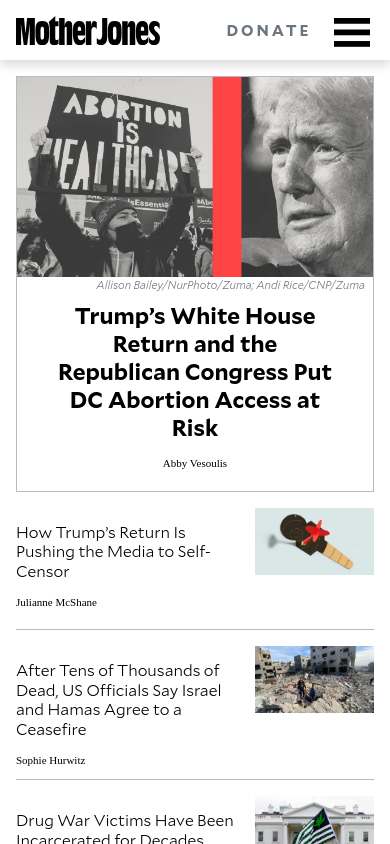 Mother Jones
DONATE
ABORTION
IS
HEALTHCARE
Allison Bailey/NurPhoto/Zuma; Andi Rice/CNP/Zuma
Trump’s White House
Return and the
Republican Congress Put
DC Abortion Access at
Risk
Abby Vesoulis
How Trump’s Return Is
Pushing the Media to Self-
Censor
Julianne McShane
After Tens of Thousands of
Dead, US Officials Say Israel
and Hamas Agree to a
Ceasefire
Sophie Hurwitz
Drug War Victims Have Been
Incarcerated for Decades